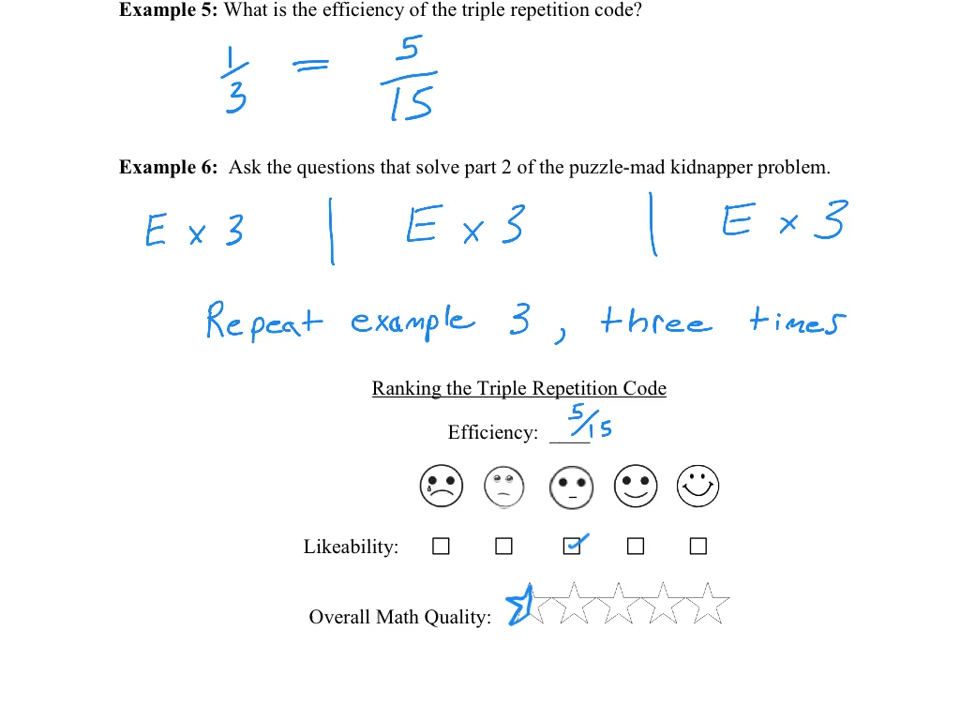 Example 5: What is the efficiency of the triple repetition code?
1/3 = 5/15
Example 6: Ask the questions that solve part 2 of the puzzle-mad kidnapper problem.
E x 3 | E x 3 | E x 3
Repeat example 3, three times
Ranking the Triple Repetition Code
Efficiency: 5/15
Likeability:
Overall Math Quality: